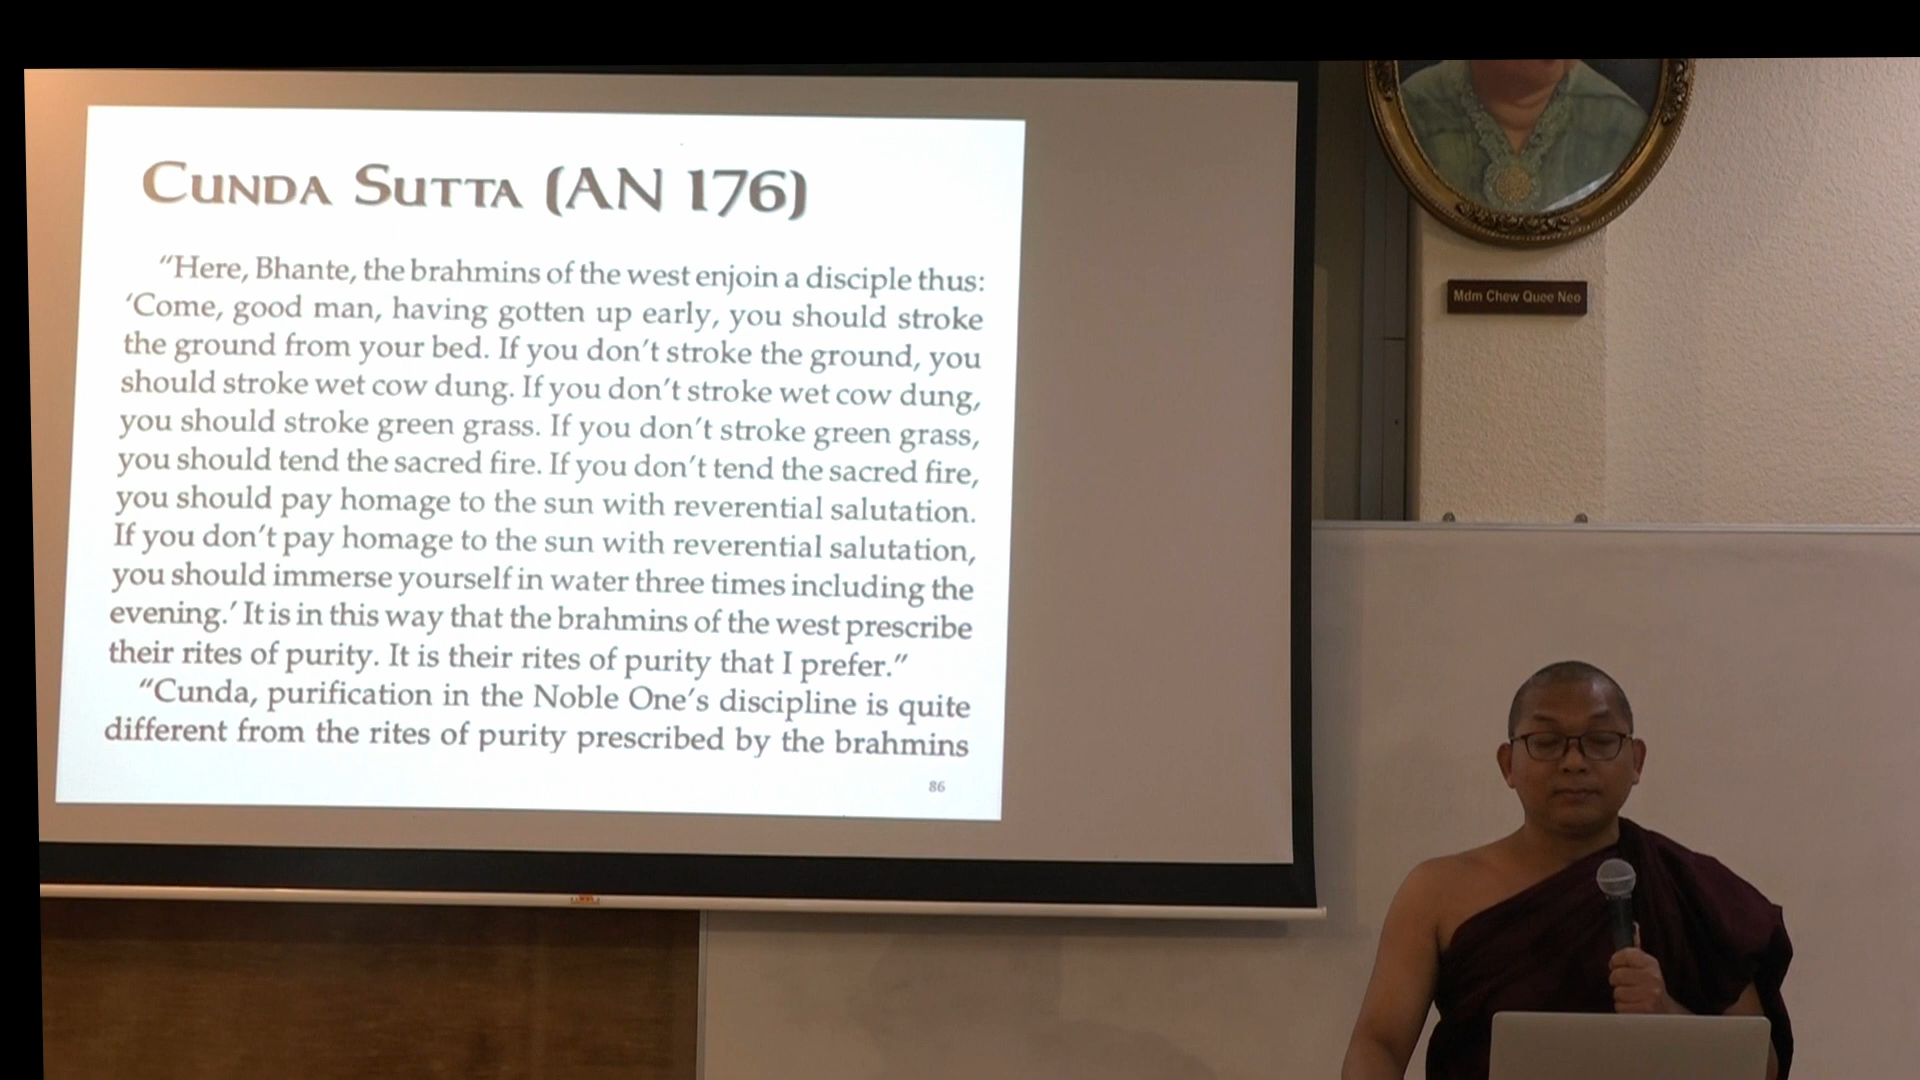 CUNDA SUTTA (AN 176)
“Here, Bhante, the brahmins of the west enjoin a disciple thus:
‘Come, good man, having gotten up early, you should stroke
the ground from your bed. If you don’t stroke the ground, you
should stroke wet cow dung. If you don’t stroke wet cow dung,
you should stroke green grass. If you don’t stroke green grass,
you should tend the sacred fire. If you don’t tend the sacred fire,
you should pay homage to the sun with reverential salutation.
If you don’t pay homage to the sun with reverential salutation,
you should immerse yourself in water three times including the
evening.’ It is in this way that the brahmins of the west prescribe
their rites of purity. It is their rites of purity that I prefer.”
“Cunda, purification in the Noble One’s discipline is quite
different from the rites of purity prescribed by the brahmins
86
Mdm Chew Quee Neo